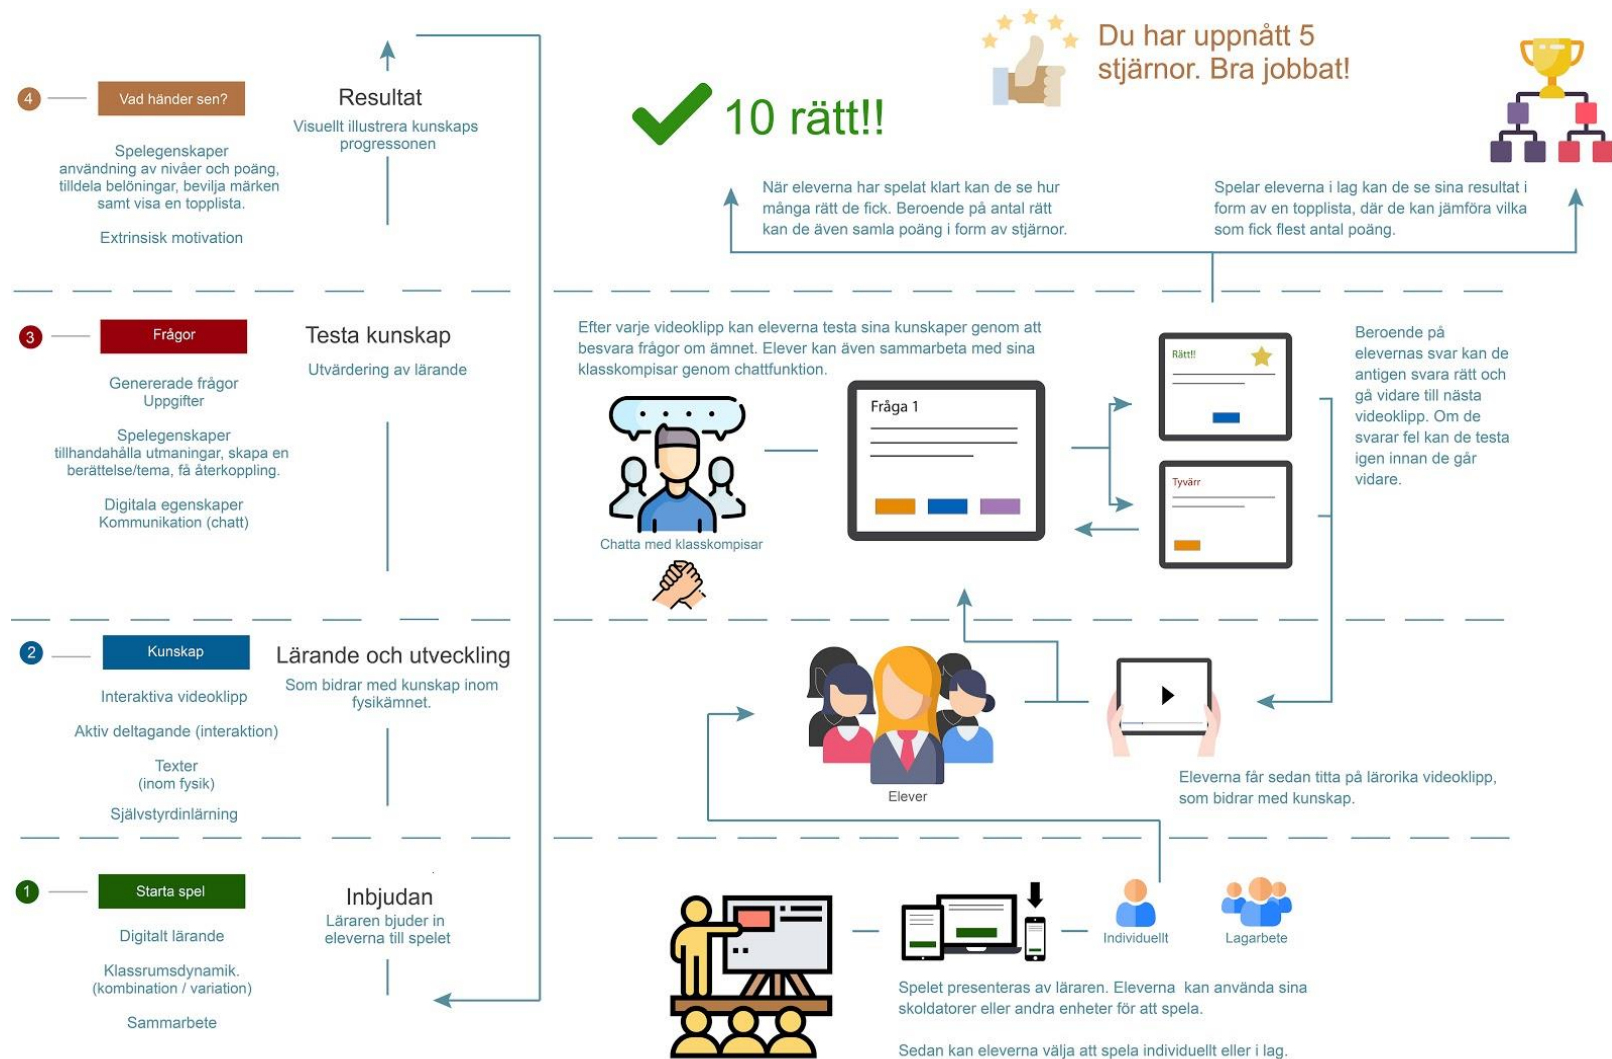 Du har uppnått 5
stjärnor. Bra jobbat!
10 rätt!!
4
Vad händer sen?
Spelegenskaper
användning av nivåer och poäng,
tilldela belöningar, bevilja märken
samt visa en topplista.
Extrinsisk motivation
Resultat
Visuellt illustrera kunskaps
progressonen
När eleverna har spelat klart kan de se hur
många rätt de fick. Beroende på antal rätt
kan de även samla poäng i form av stjärnor.
Spelar eleverna i lag kan de se sina resultat i
form av en topplista, där de kan jämföra vilka
som fick flest antal poäng.
3
Frågor
Genererade frågor
Uppgifter
Spelegenskaper
tillhandahålla utmaningar, skapa en
berättelse/tema, få återkoppling.
Digitala egenskaper
Kommunikation (chatt)
Testa kunskap
Utvärdering av lärande
Efter varje videoklipp kan eleverna testa sina kunskaper genom att
besvara frågor om ämnet. Elever kan även sammarbeta med sina
klasskompisar genom chattfunktion.
Chatta med klasskompisar
Fråga 1
Rätt!!
Tyvärr
Beroende på
elevernas svar kan de
antigen svara rätt och
gå vidare till nästa
videoklipp. Om de
svarar fel kan de testa
igen innan de går
vidare.
2
Kunskap
Interaktiva videoklipp
Aktiv deltagande (interaktion)
Texter
(inom fysik)
Självstyrdinlärning
Lärande och utveckling
Som bidrar med kunskap inom
fysikämnet.
Elever
Eleverna får sedan titta på lärorika videoklipp,
som bidrar med kunskap.
1
Starta spel
Digitalt lärande
Klassrumsdynamik.
(kombination / variation)
Sammarbete
Inbjudan
Läraren bjuder in
eleverna till spelet
Individuellt
Lagarbete
Spelet presenteras av läraren. Eleverna kan använda sina
skoldatorer eller andra enheter för att spela.
Sedan kan eleverna välja att spela individuellt eller i lag.